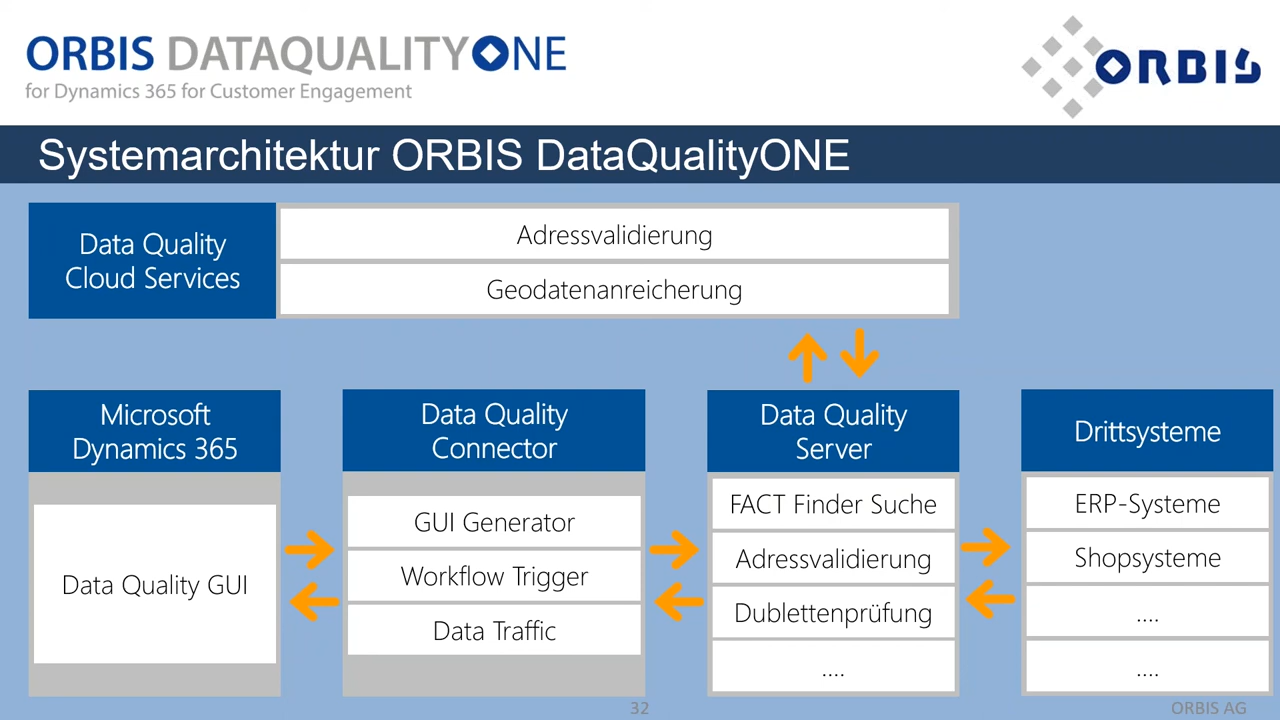 ORBIS DATAQUALITYONE
for Dynamics 365 for Customer Engagement
ORBIS
Systemarchitektur ORBIS DataQualityONE
Data Quality
Cloud Services
Adressvalidierung
Geodatenanreicherung
Microsoft
Dynamics 365
Data Quality GUI
Data Quality
Connector
GUI Generator
Workflow Trigger
Data Traffic
Data Quality
Server
FACT Finder Suche
Adressvalidierung
Dublettenprüfung
....
Drittsysteme
ERP-Systeme
Shopsysteme
....
....
32
ORBIS AG